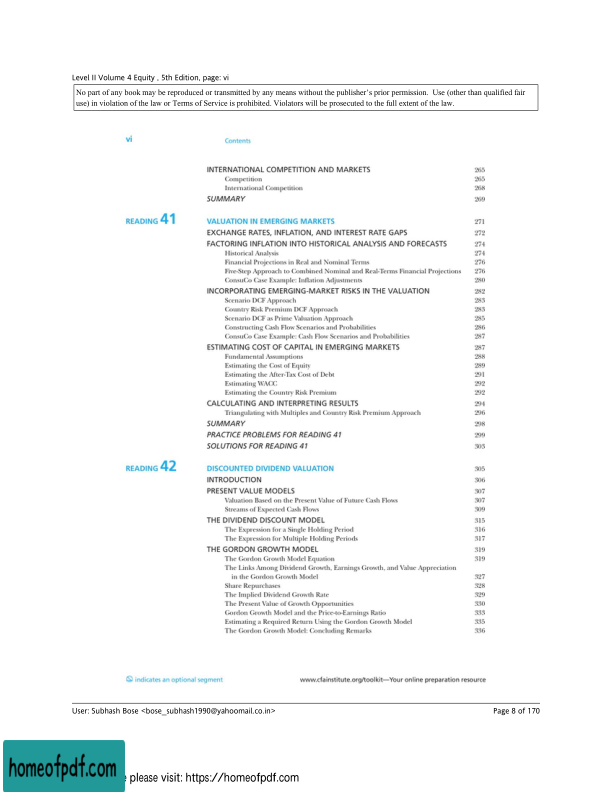 Level II Volume 4 Equity , 5th Edition, page: vi
No part of any book may be reproduced or transmitted by any means without the publisher's prior permission. Use (other than qualified fair
use) in violation of the law or Terms of Service is prohibited. Violators will be prosecuted to the full extent of the law.
vi Contents
INTERNATIONAL COMPETITION AND MARKETS 265
Competition 265
International Competition 268
SUMMARY 269
READING 41 VALUATION IN EMERGING MARKETS 271
EXCHANGE RATES, INFLATION, AND INTEREST RATE GAPS 272
FACTORING INFLATION INTO HISTORICAL ANALYSIS AND FORECASTS 274
Historical Analysis 274
Financial Projections in Real and Nominal Terms 276
Five-Step Approach to Combined Nominal and Real-Terms Financial Projections 276
ConsuCo Case Example: Inflation Adjustments 280
INCORPORATING EMERGING-MARKET RISKS IN THE VALUATION 282
Scenario DCF Approach 283
Country Risk Premium DCF Approach 283
Scenario DCF as Prime Valuation Approach 285
Constructing Cash Flow Scenarios and Probabilities 286
ConsuCo Case Example: Cash Flow Scenarios and Probabilities 287
ESTIMATING COST OF CAPITAL IN EMERGING MARKETS 287
Fundamental Assumptions 288
Estimating the Cost of Equity 289
Estimating the After-Tax Cost of Debt 291
Estimating WACC 292
Estimating the Country Risk Premium 292
CALCULATING AND INTERPRETING RESULTS 294
Triangulating with Multiples and Country Risk Premium Approach 296
SUMMARY 298
PRACTICE PROBLEMS FOR READING 41 299
SOLUTIONS FOR READING 41 303
READING 42 DISCOUNTED DIVIDEND VALUATION 305
INTRODUCTION 306
PRESENT VALUE MODELS 307
Valuation Based on the Present Value of Future Cash Flows 307
Streams of Expected Cash Flows 309
THE DIVIDEND DISCOUNT MODEL 315
The Expression for a Single Holding Period 316
The Expression for Multiple Holding Periods 317
THE GORDON GROWTH MODEL 319
The Gordon Growth Model Equation 319
The Links Among Dividend Growth, Earnings Growth, and Value Appreciation
in the Gordon Growth Model 327
Share Repurchases 328
The Implied Dividend Growth Rate 329
The Present Value of Growth Opportunities 330
Gordon Growth Model and the Price-to-Earnings Ratio 333
Estimating a Required Return Using the Gordon Growth Model 335
The Gordon Growth Model: Concluding Remarks 336
indicates an optional segment www.cfainstitute.org/toolkit—Your online preparation resource
User: Subhash Bose <bose_subhash1990@yahoomail.co.in> Page 8 of 170
homeofpdf.com please visit: https://homeofpdf.com